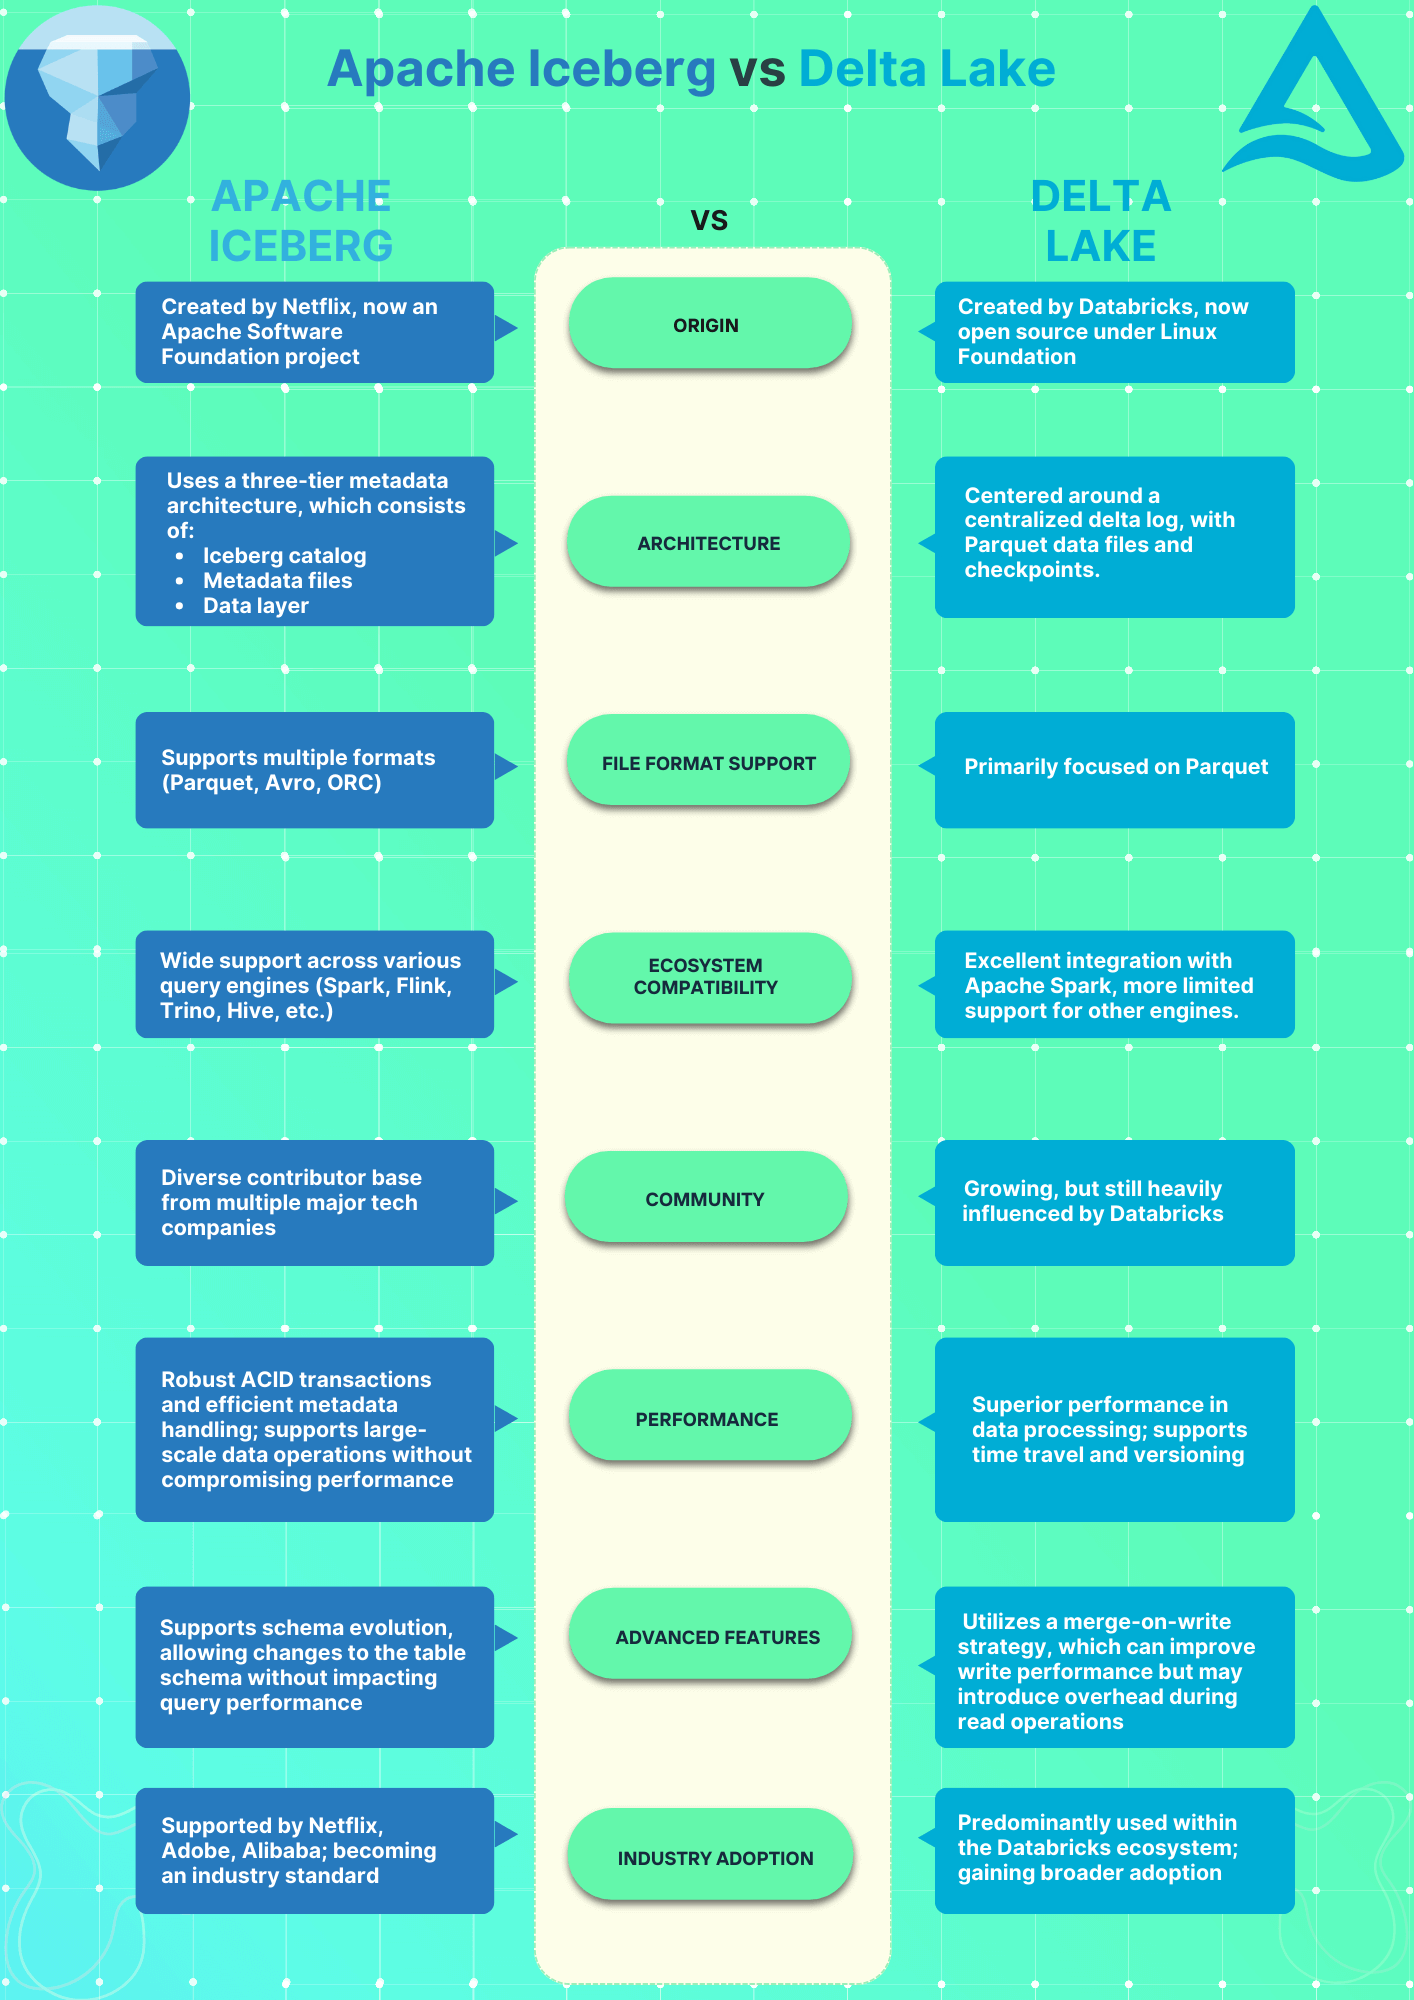 Apache Iceberg vs Delta Lake
APACHE
ICEBERG
VS
DELTA
LAKE
Created by Netflix, now an
Apache Software
Foundation project
ORIGIN
Created by Databricks, now
open source under Linux
Foundation
Uses a three-tier metadata
architecture, which consists
of:
• Iceberg catalog
• Metadata files
• Data layer
ARCHITECTURE
Centered around a
centralized delta log, with
Parquet data files and
checkpoints.
Supports multiple formats
(Parquet, Avro, ORC)
FILE FORMAT SUPPORT
Primarily focused on Parquet
Wide support across various
query engines (Spark, Flink,
Trino, Hive, etc.)
ECOSYSTEM
COMPATIBILITY
Excellent integration with
Apache Spark, more limited
support for other engines.
Diverse contributor base
from multiple major tech
companies
COMMUNITY
Growing, but still heavily
influenced by Databricks
Robust ACID transactions
and efficient metadata
handling; supports large-
scale data operations without
compromising performance
PERFORMANCE
Superior performance in
data processing; supports
time travel and versioning
Supports schema evolution,
allowing changes to the table
schema without impacting
query performance
ADVANCED FEATURES
Utilizes a merge-on-write
strategy, which can improve
write performance but may
introduce overhead during
read operations
Supported by Netflix,
Adobe, Alibaba; becoming
an industry standard
INDUSTRY ADOPTION
Predominantly used within
the Databricks ecosystem;
gaining broader adoption